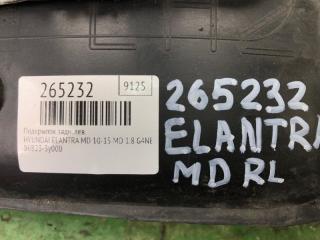 265232
9125
Подкрылок задн.лев.
HYUNDAI ELANTRA MD 10-15 MD 1.8 G4NB
86823-3y000
265232
ELANTRA
MD RL